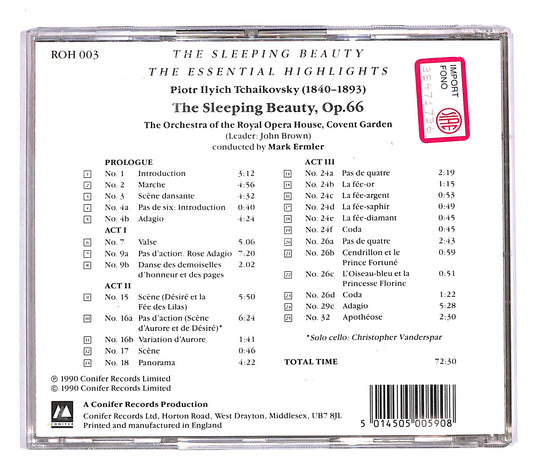 ROH 003
THE SLEEPING BEAUTY
THE ESSENTIAL HIGHLIGHTS
Piotr Ilyich Tchaikovsky (1840–1893)
The Sleeping Beauty, Op.66
The Orchestra of the Royal Opera House, Covent Garden
(Leader: John Brown)
conducted by Mark Ermler
IMPORT
FONO
SIAE
PROLOGUE
No. 1 Introduction 3:12
No. 2 Marche 4:56
No. 3 Scène dansante 4:32
No. 4a Pas de six: Introduction 0:40
No. 4b Adagio 4:24
ACT I
No. 7 Valse 5.06
No. 9a Pas d'action. Rose Adagio 7:20
No. 9b Danse des demoiselles 2.02
d'honneur et des pages
ACT II
No. 15 Scène (Désiré et la 5:50
Fée des Lilas)
No. 16a Pas d'action (Scène 6:24
d'Aurore et de Désiré)*
No. 16b Variation d'Aurore 1:41
No. 17 Scène 0:46
No. 18 Panorama 4:22
ACT III
No. 24a Pas de quatre 2:19
No. 24b La fée-or 1:15
No. 24c La fée-argent 0:53
No. 24d La fée-saphir 0:49
No. 24e La fée-diamant 0:45
No. 24f Coda 0:45
No. 26a Pas de quatre 2:43
No. 26b Cendrillon et le 0:59
Prince Fortuné
No. 26c L'Oiseau-bleu et la 0:51
Princesse Florine
No. 26d Coda 1:22
No. 29c Adagio 5:28
No. 32 Apothéose 2:30
*Solo cello: Christopher Vanderspar
TOTAL TIME 72:30
℗ 1990 Conifer Records Limited
© 1990 Conifer Records Limited
CONIFER
A Conifer Records Production
Conifer Records Ltd, Horton Road, West Drayton, Middlesex, UB7 8JL
Printed and manufactured in England
5 014505 005908